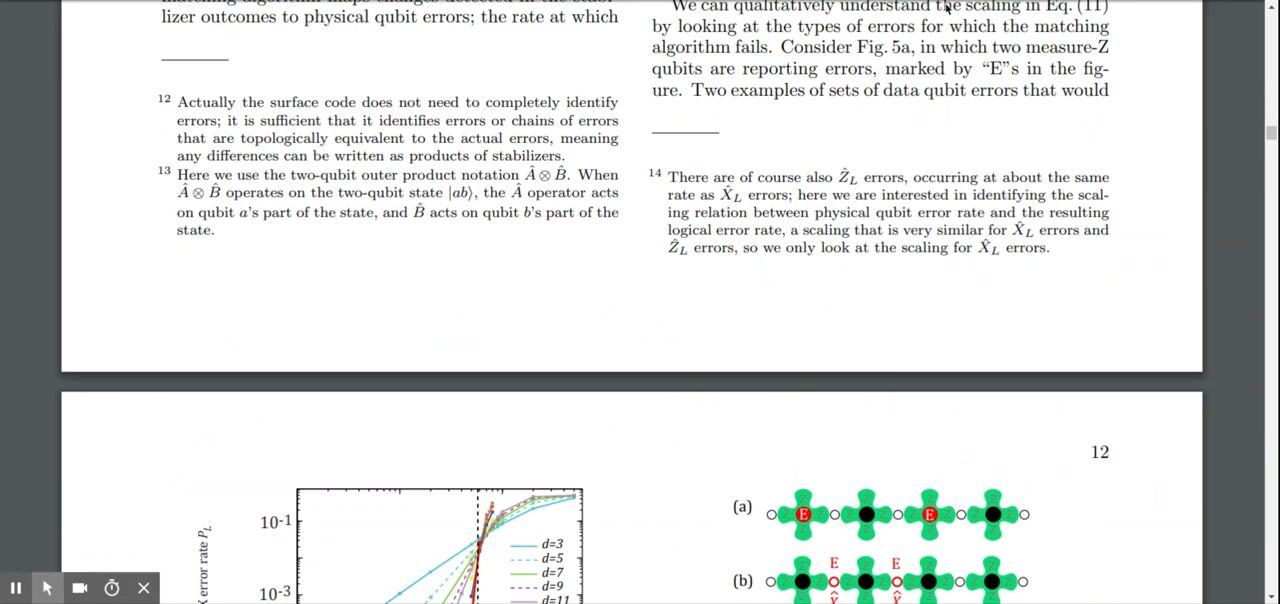 lizer outcomes to physical qubit errors; the rate at which
12 Actually the surface code does not need to completely identify
errors; it is sufficient that it identifies errors or chains of errors
that are topologically equivalent to the actual errors, meaning
any differences can be written as products of stabilizers.
13 Here we use the two-qubit outer product notation Â ⊗ B̂. When
Â ⊗ B̂ operates on the two-qubit state |ab⟩, the Â operator acts
on qubit a's part of the state, and B̂ acts on qubit b's part of the
state.
We can qualitatively understand the scaling in Eq. (11)
by looking at the types of errors for which the matching
algorithm fails. Consider Fig. 5a, in which two measure-Z
qubits are reporting errors, marked by “E”s in the fig-
ure. Two examples of sets of data qubit errors that would
14 There are of course also Ẑ_L errors, occurring at about the same
rate as X̂_L errors; here we are interested in identifying the scal-
ing relation between physical qubit error rate and the resulting
logical error rate, a scaling that is very similar for X̂_L errors and
Ẑ_L errors, so we only look at the scaling for X̂_L errors.
12
error rate P_L
10^-1
10^-3
d=3
d=5
d=7
d=9
d=11
(a)
E E
(b)
E E
X̂ X̂